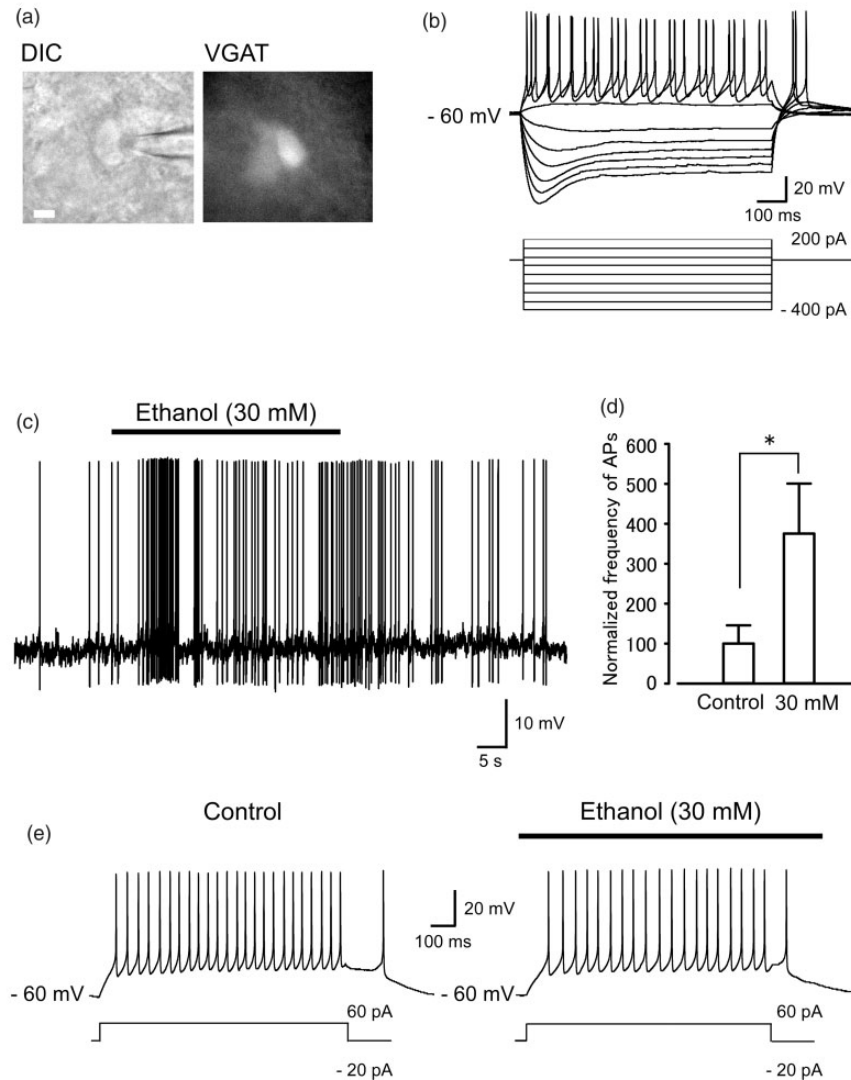 (a)
DIC VGAT
(b)
- 60 mV
20 mV
100 ms
200 pA
- 400 pA
(c)
Ethanol (30 mM)
10 mV
5 s
(d)
Normalized frequency of APs
600
500
400
300
200
100
0
*
Control 30 mM
(e)
Control
Ethanol (30 mM)
20 mV
100 ms
- 60 mV
60 pA
- 20 pA
- 60 mV
60 pA
- 20 pA